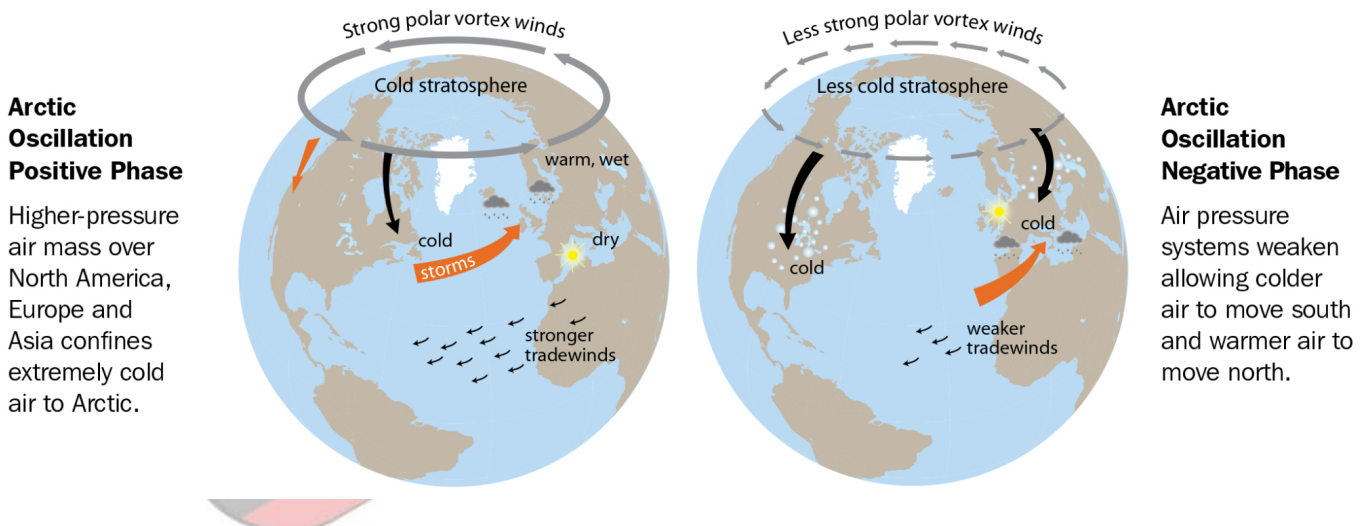 Arctic
Oscillation
Positive Phase
Higher-pressure
air mass over
North America,
Europe and
Asia confines
extremely cold
air to Arctic.
Strong polar vortex winds
Cold stratosphere
warm, wet
cold
dry
storms
stronger
tradewinds
Less strong polar vortex winds
Less cold stratosphere
cold
cold
weaker
tradewinds
Arctic
Oscillation
Negative Phase
Air pressure
systems weaken
allowing colder
air to move south
and warmer air to
move north.